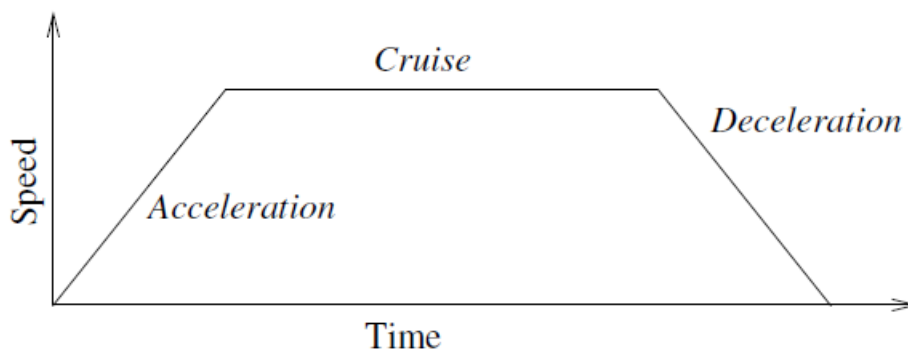 Cruise
Deceleration
Speed
Acceleration
Time